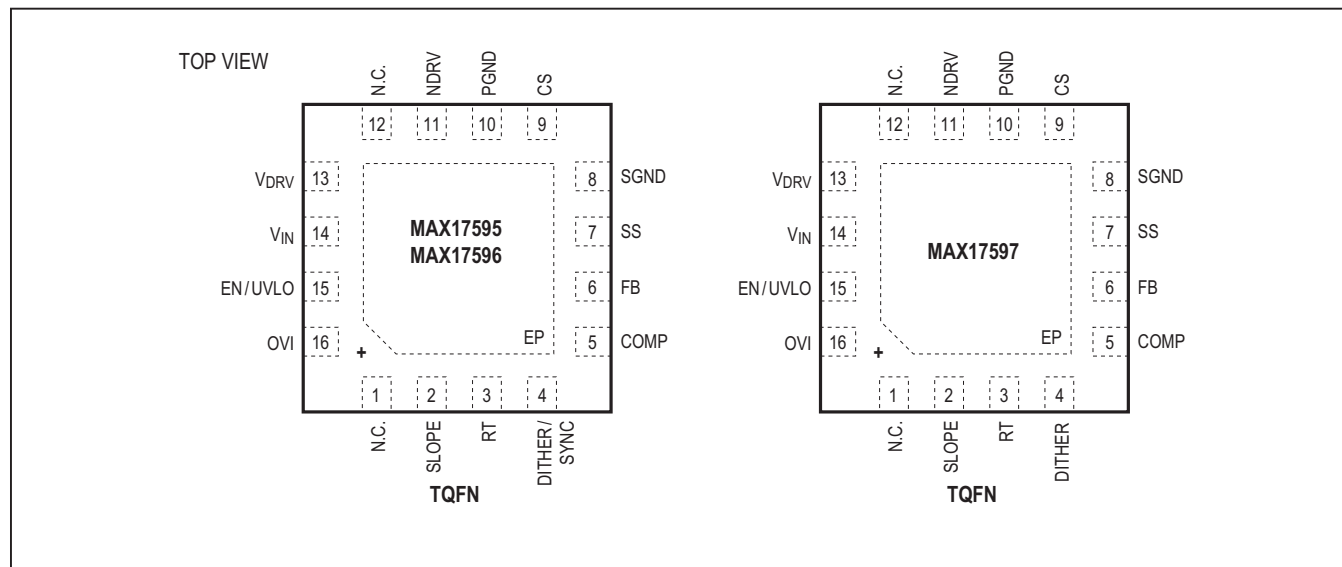 TOP VIEW
N.C.
NDRV
PGND
CS
12
11
10
9
VDRV
13
VIN
14
EN/UVLO
15
OVI
16
8
SGND
7
SS
6
FB
5
COMP
MAX17595
MAX17596
EP
+
1
2
3
4
N.C.
SLOPE
RT
DITHER/
SYNC
TQFN
N.C.
NDRV
PGND
CS
12
11
10
9
VDRV
13
VIN
14
EN/UVLO
15
OVI
16
8
SGND
7
SS
6
FB
5
COMP
MAX17597
EP
+
1
2
3
4
N.C.
SLOPE
RT
DITHER
TQFN